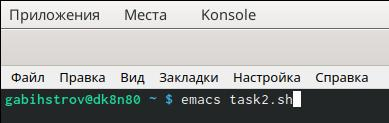 Приложения Места Konsole
Файл Правка Вид Закладки Настройка Справка
gabihstrov@dk8n80 ~ $ emacs task2.sh